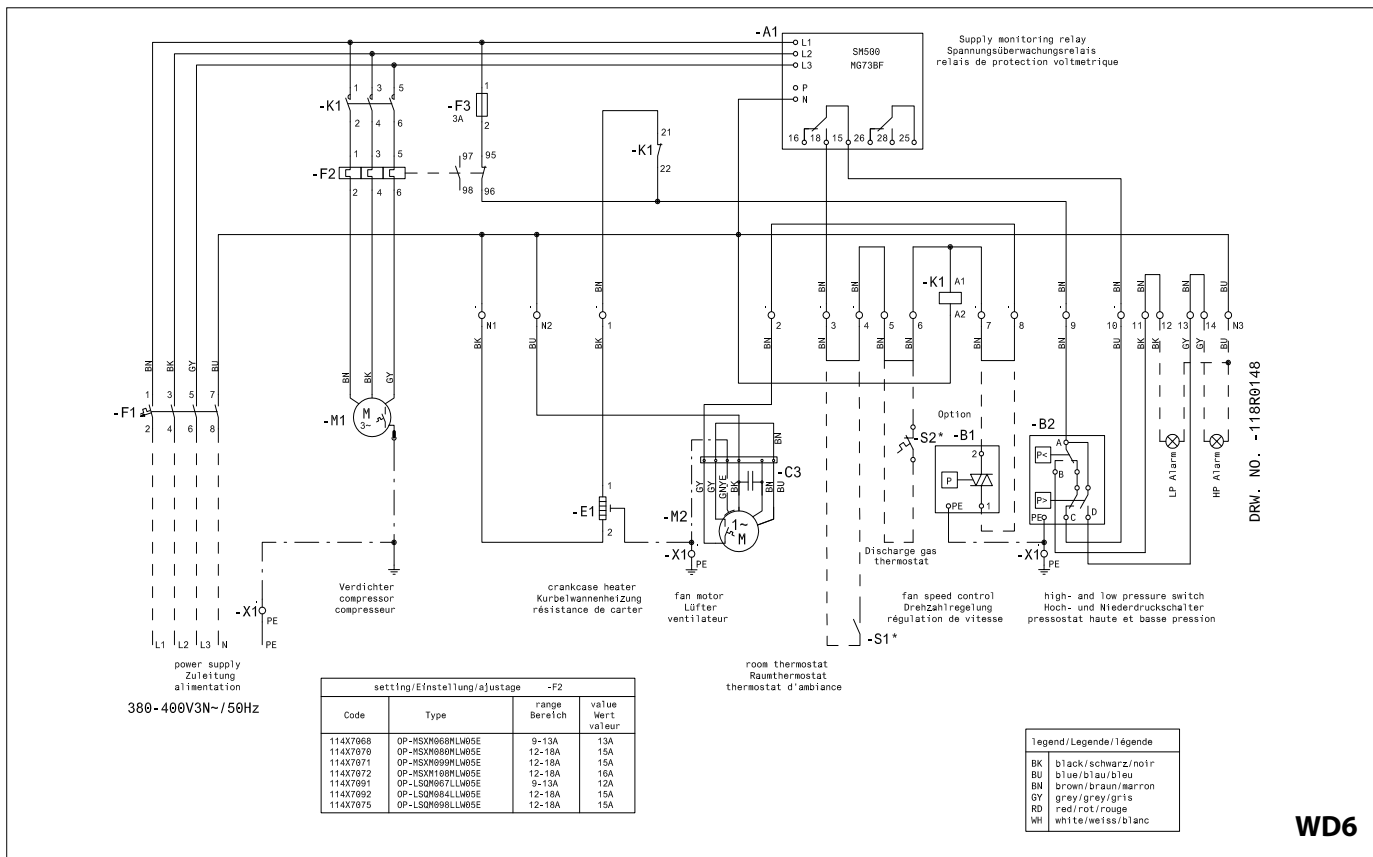 -A1
L1
L2
L3
P
N
SM500
MG73BF
16 18 15 26 28 25
Supply monitoring relay
Spannungsüberwachungsrelais
relais de protection voltmetrique
-K1
1 3 5
2 4 6
-F2
1 3 5
2 4 6
-F3
3A
1
2
97 95
98 96
-K1
21
22
-K1
A1
A2
BN BN BN BN BN BN BN BN BN BN BN BN BN BU
N1 N2 1 2 3 4 5 6 7 8 9 10 11 12 13 14 N3
BK BU BK BN BN BN BN BN BU BK BK GY GY BU
BN BK GY BU
-F1
1 3 5 7
2 4 6 8
BN BK GY
-M1
M
3~
-E1
1
2
-C3
BN
GY GY GNYE BK BN BU
-M2
1~
M
-X1
PE
-S2*
Option
-B1
2
P
PE
1
-B2
A
P<
B
P>
PE
C
D
-X1
PE
LP Alarm
HP Alarm
DRW. NO. -118R0148
-X1
PE
L1 L2 L3 N PE
-S1*
Verdichter
compressor
compresseur
crankcase heater
Kurbelwannenheizung
résistance de carter
fan motor
Lüfter
ventilateur
Discharge gas
thermostat
fan speed control
Drehzahlregelung
régulation de vitesse
high- and low pressure switch
Hoch- und Niederdruckschalter
pressostat haute et basse pression
power supply
Zuleitung
alimentation
380-400V3N~/50Hz
room thermostat
Raumthermostat
thermostat d'ambiance
setting/Einstellung/ajustage -F2
Code Type range Bereich value Wert valeur
114X7068 OP-MSXM068MLW05E 9-13A 13A
114X7070 OP-MSXM080MLW05E 12-18A 15A
114X7071 OP-MSXM099MLW05E 12-18A 15A
114X7072 OP-MSXM108MLW05E 12-18A 16A
114X7091 OP-LSQM067LLW05E 9-13A 12A
114X7092 OP-LSQM084LLW05E 12-18A 15A
114X7075 OP-LSQM098LLW05E 12-18A 15A
legend/Legende/légende
BK black/schwarz/noir
BU blue/blau/bleu
BN brown/braun/marron
GY grey/grey/gris
RD red/rot/rouge
WH white/weiss/blanc
WD6